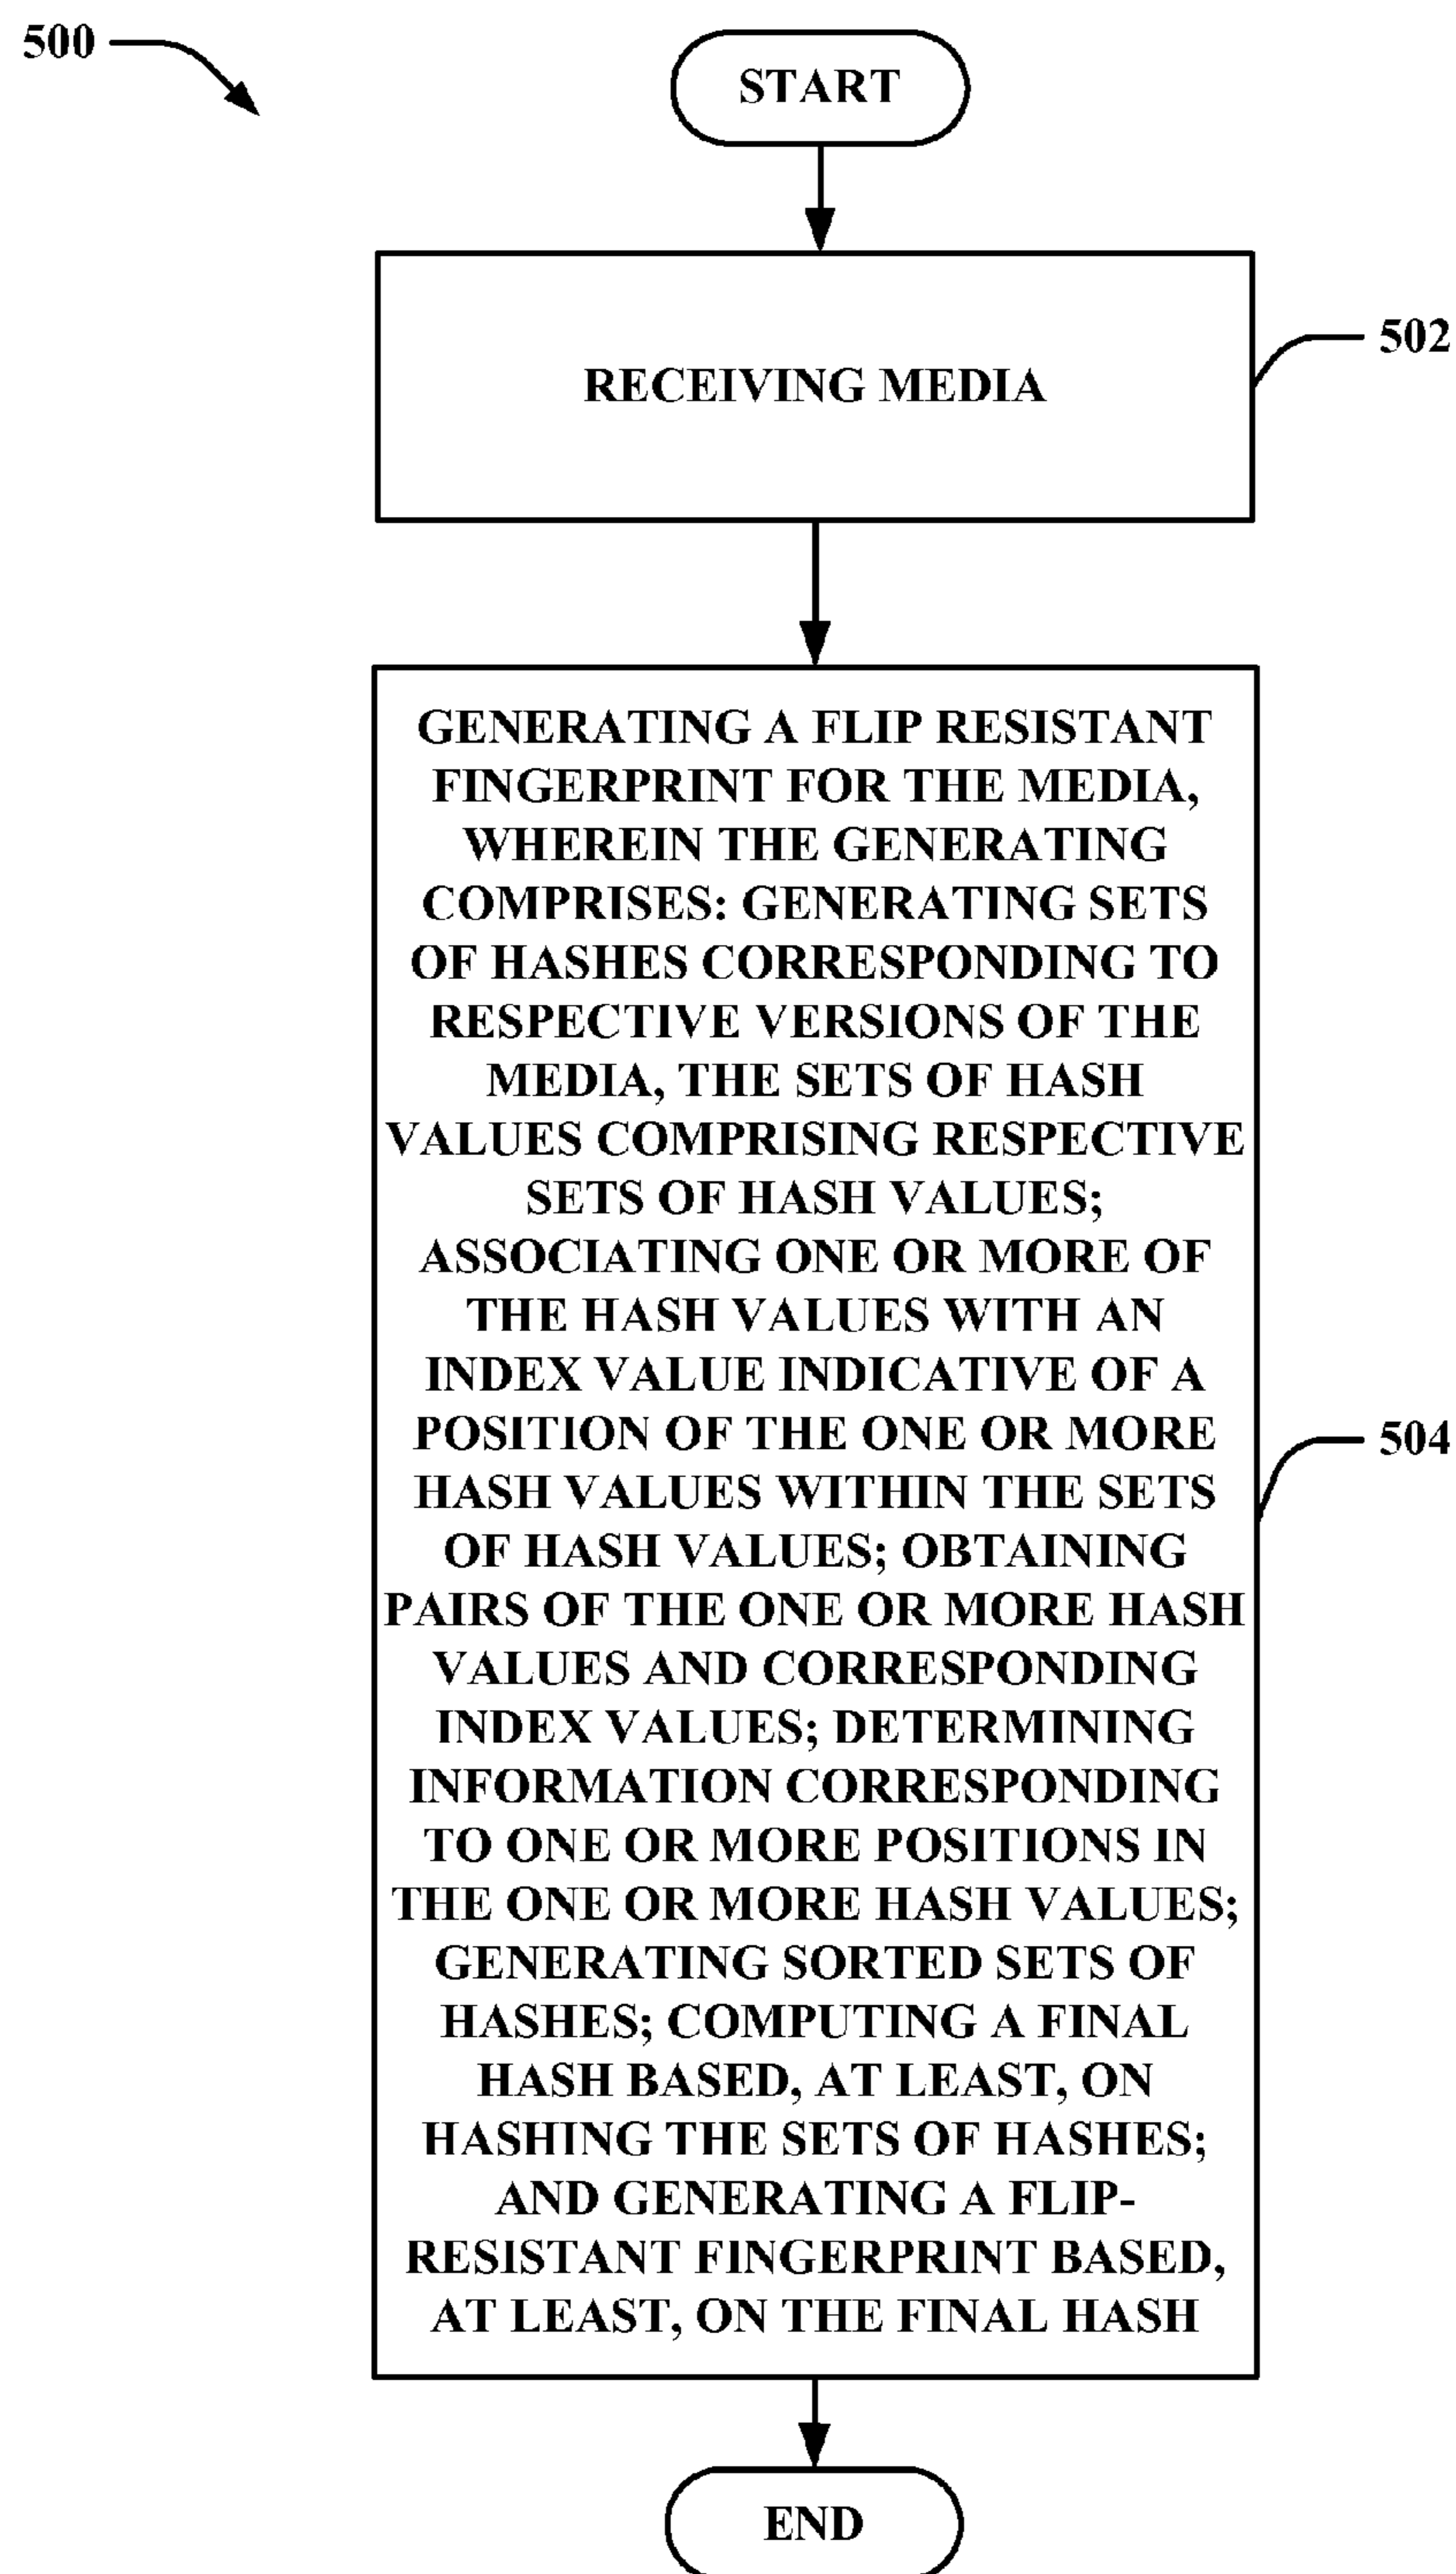 500
START
RECEIVING MEDIA
502
GENERATING A FLIP RESISTANT
FINGERPRINT FOR THE MEDIA,
WHEREIN THE GENERATING
COMPRISES: GENERATING SETS
OF HASHES CORRESPONDING TO
RESPECTIVE VERSIONS OF THE
MEDIA, THE SETS OF HASH
VALUES COMPRISING RESPECTIVE
SETS OF HASH VALUES;
ASSOCIATING ONE OR MORE OF
THE HASH VALUES WITH AN
INDEX VALUE INDICATIVE OF A
POSITION OF THE ONE OR MORE
HASH VALUES WITHIN THE SETS
OF HASH VALUES; OBTAINING
PAIRS OF THE ONE OR MORE HASH
VALUES AND CORRESPONDING
INDEX VALUES; DETERMINING
INFORMATION CORRESPONDING
TO ONE OR MORE POSITIONS IN
THE ONE OR MORE HASH VALUES;
GENERATING SORTED SETS OF
HASHES; COMPUTING A FINAL
HASH BASED, AT LEAST, ON
HASHING THE SETS OF HASHES;
AND GENERATING A FLIP-
RESISTANT FINGERPRINT BASED,
AT LEAST, ON THE FINAL HASH
504
END